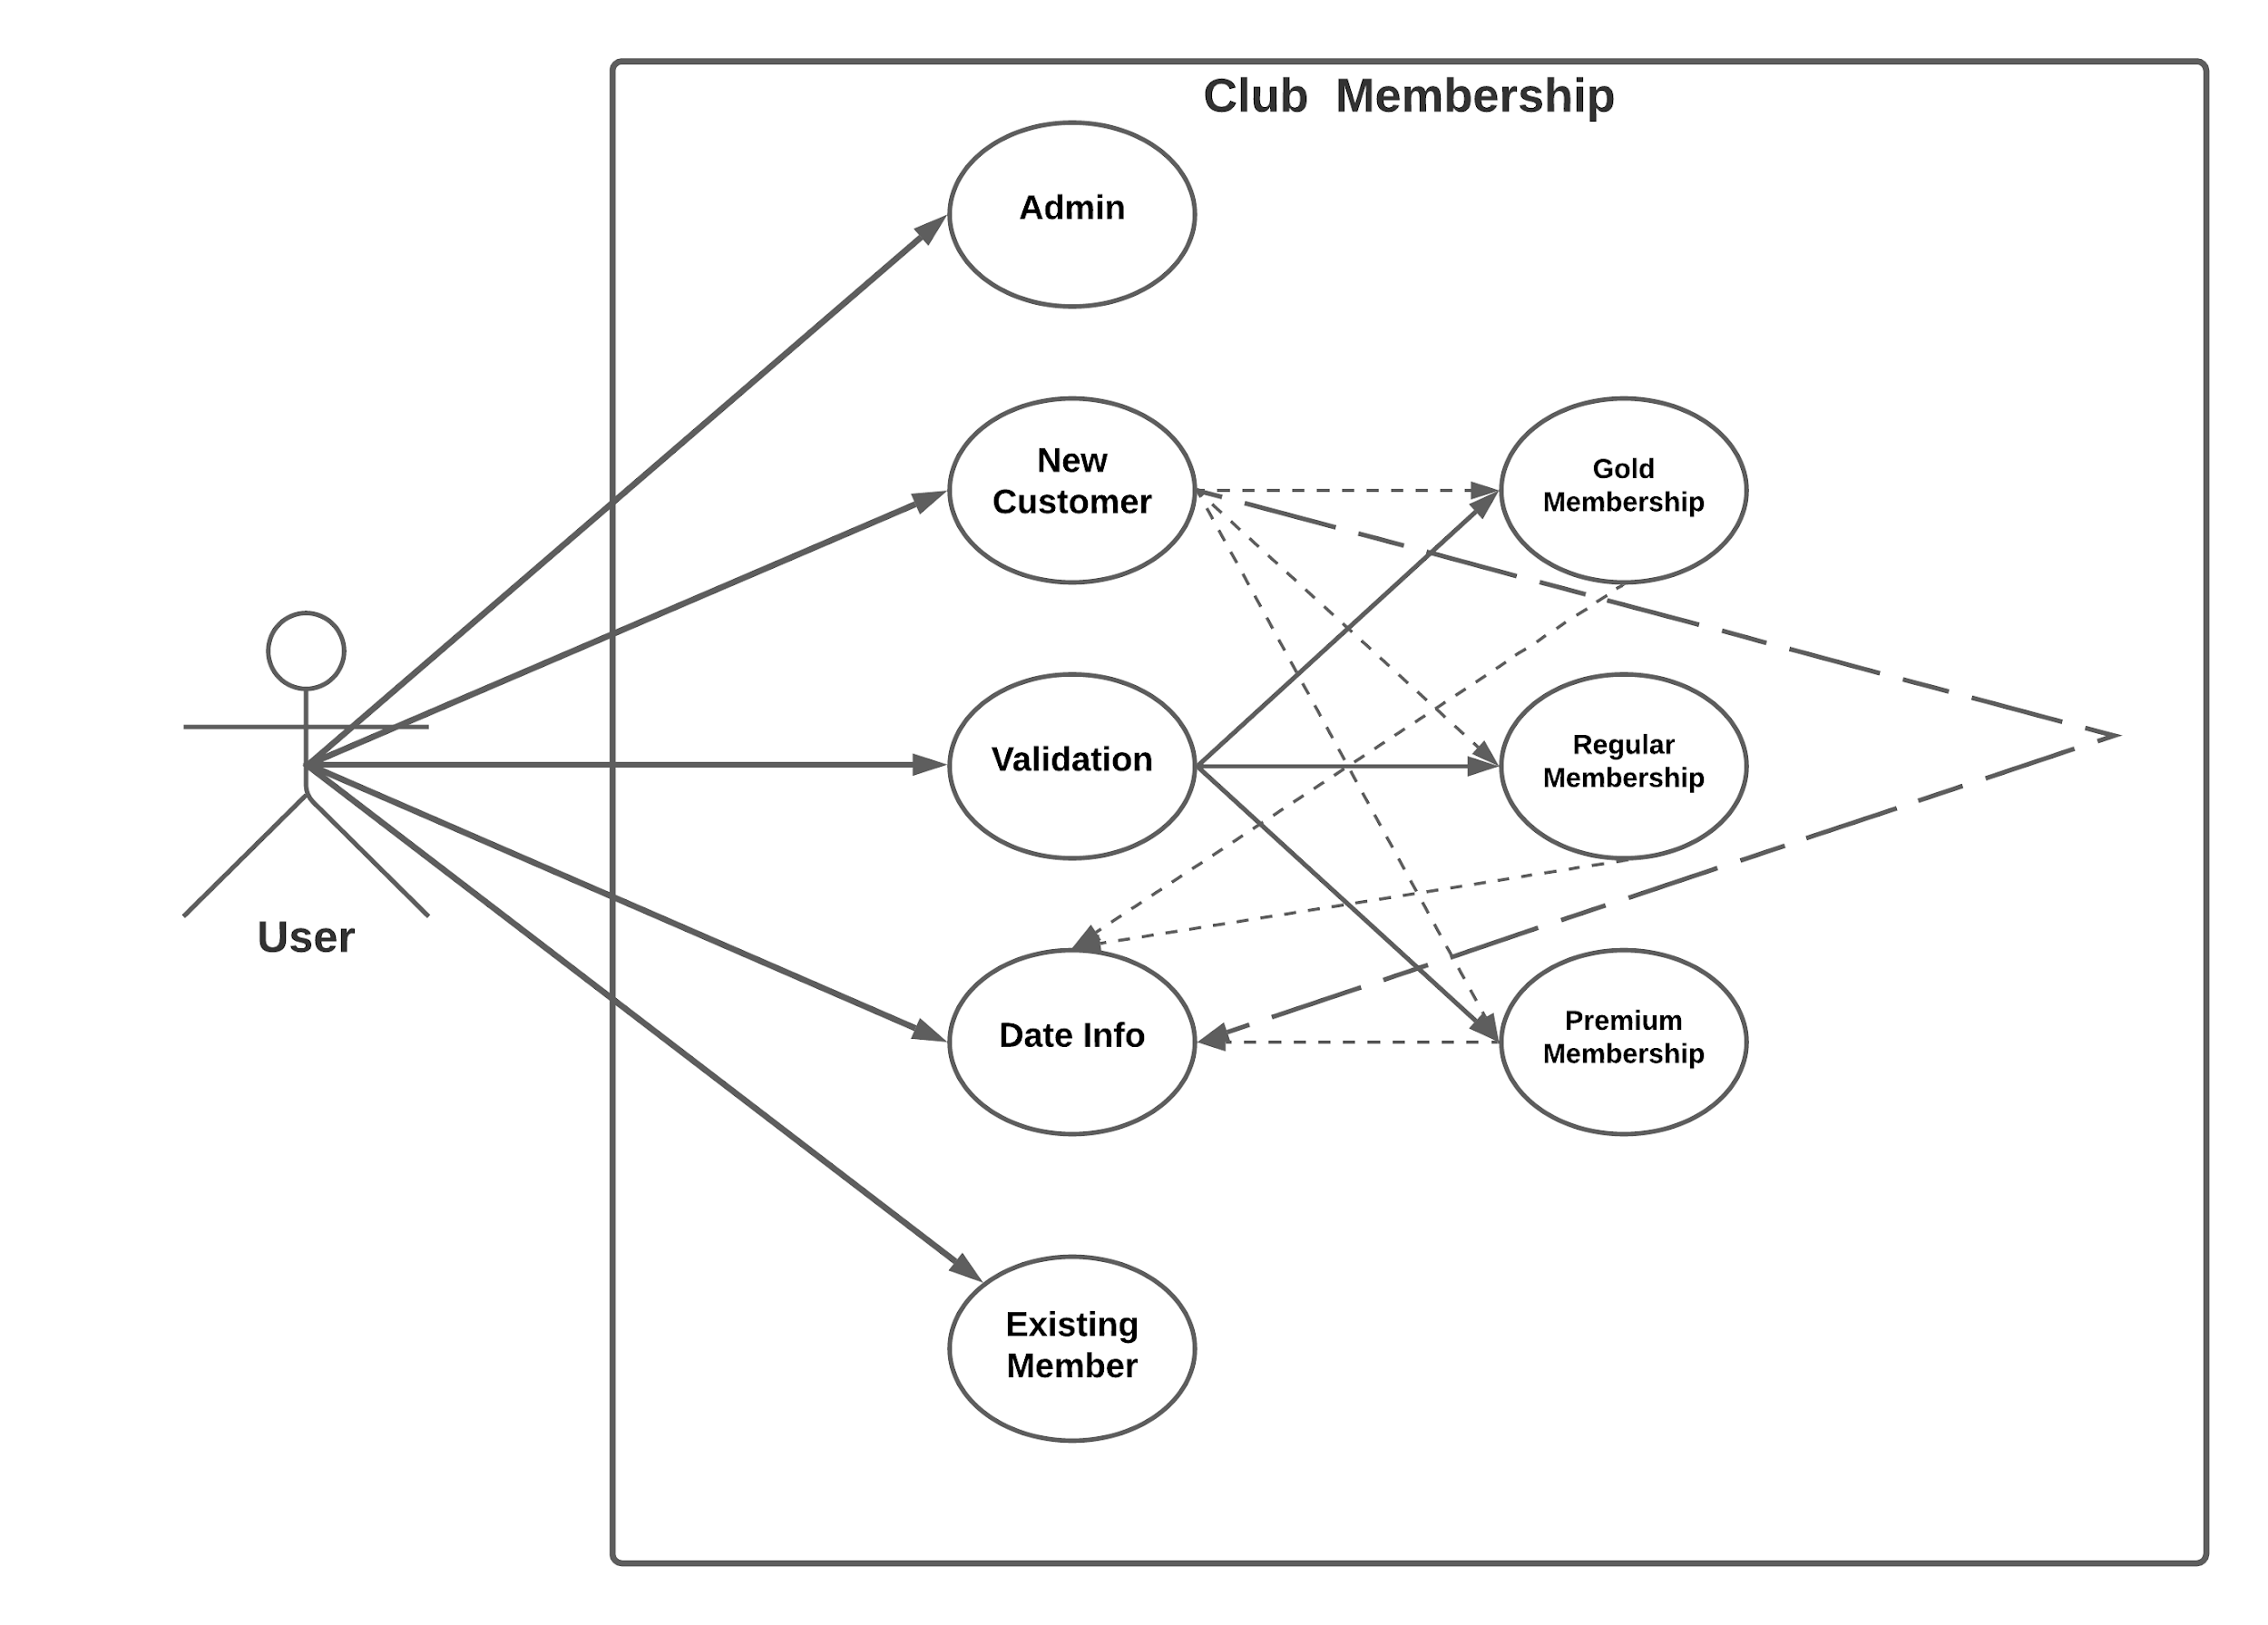 Club  Membership
Admin
New
Customer
Gold
Membership
Validation
Regular
Membership
User
Date Info
Premium
Membership
Existing
Member